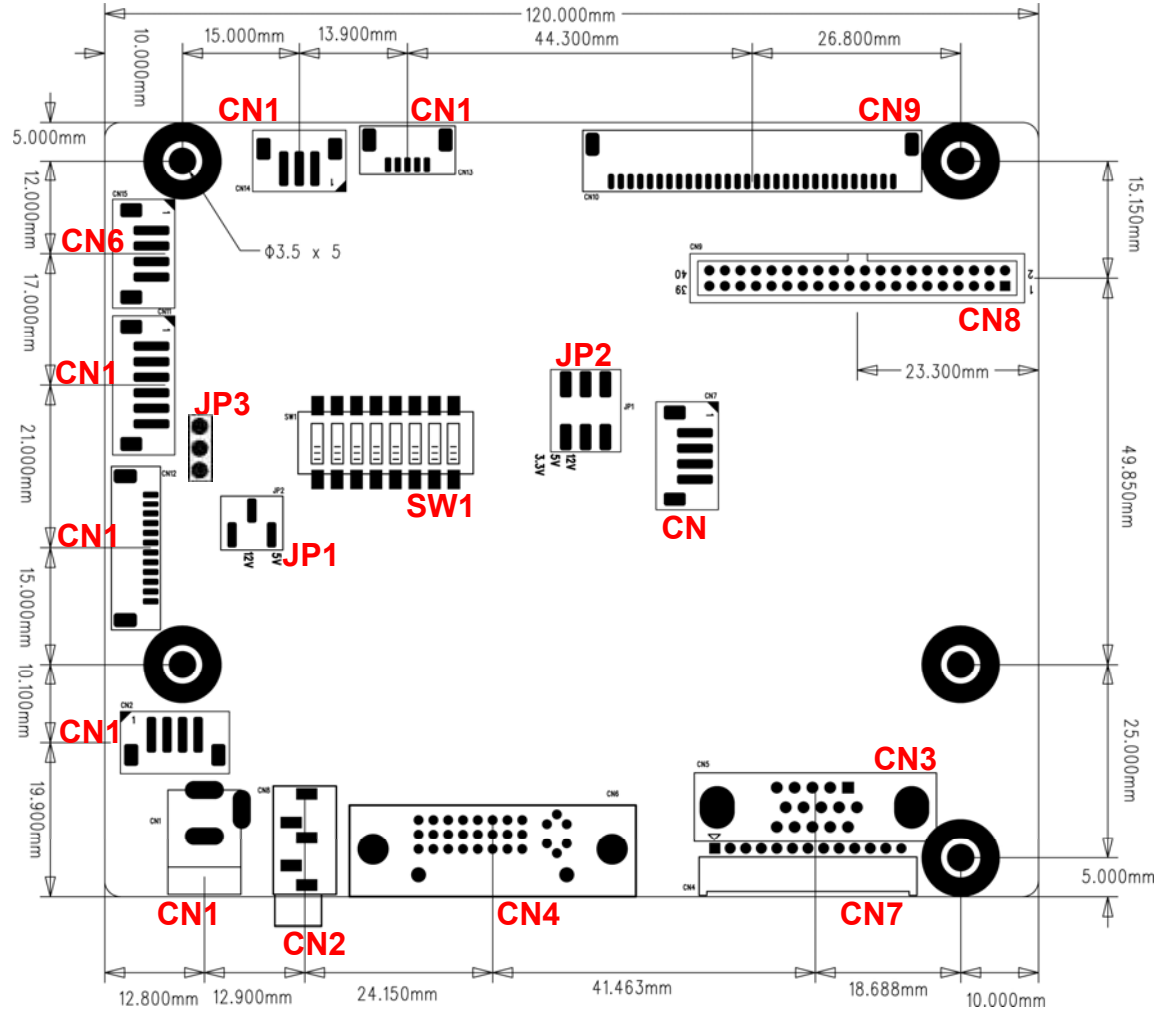 120.000mm
10.000mm
15.000mm
13.900mm
44.300mm
26.800mm
CN1
CN1
CN9
5.000mm
CN14
1
CN13
CN10
12.000mm
CN15
1
CN6
Φ3.5 x 5
15.150mm
CN9
40
39
2
1
CN8
17.000mm
CN11
1
CN1
23.300mm
JP2
JP1
3.3V
5V
12V
CN7
1
CN
JP3
SW1
SW1
21.000mm
CN12
CN1
JP2
12V
5V
JP1
49.850mm
15.000mm
10.100mm
CN2
1
CN1
25.000mm
19.900mm
CN1
CN8
CN6
CN5
CN3
CN4
5.000mm
CN1
CN2
CN4
CN7
12.800mm
12.900mm
24.150mm
41.463mm
18.688mm
10.000mm